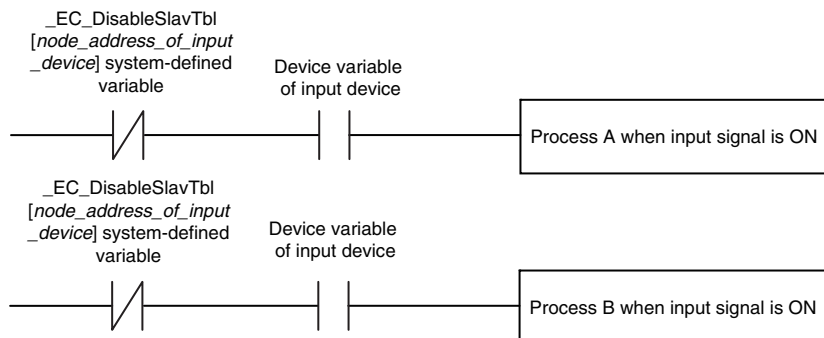 _EC_DisableSlavTbl
[node_address_of_input
_device] system-defined
variable
Device variable
of input device
Process A when input signal is ON
_EC_DisableSlavTbl
[node_address_of_input
_device] system-defined
variable
Device variable
of input device
Process B when input signal is ON